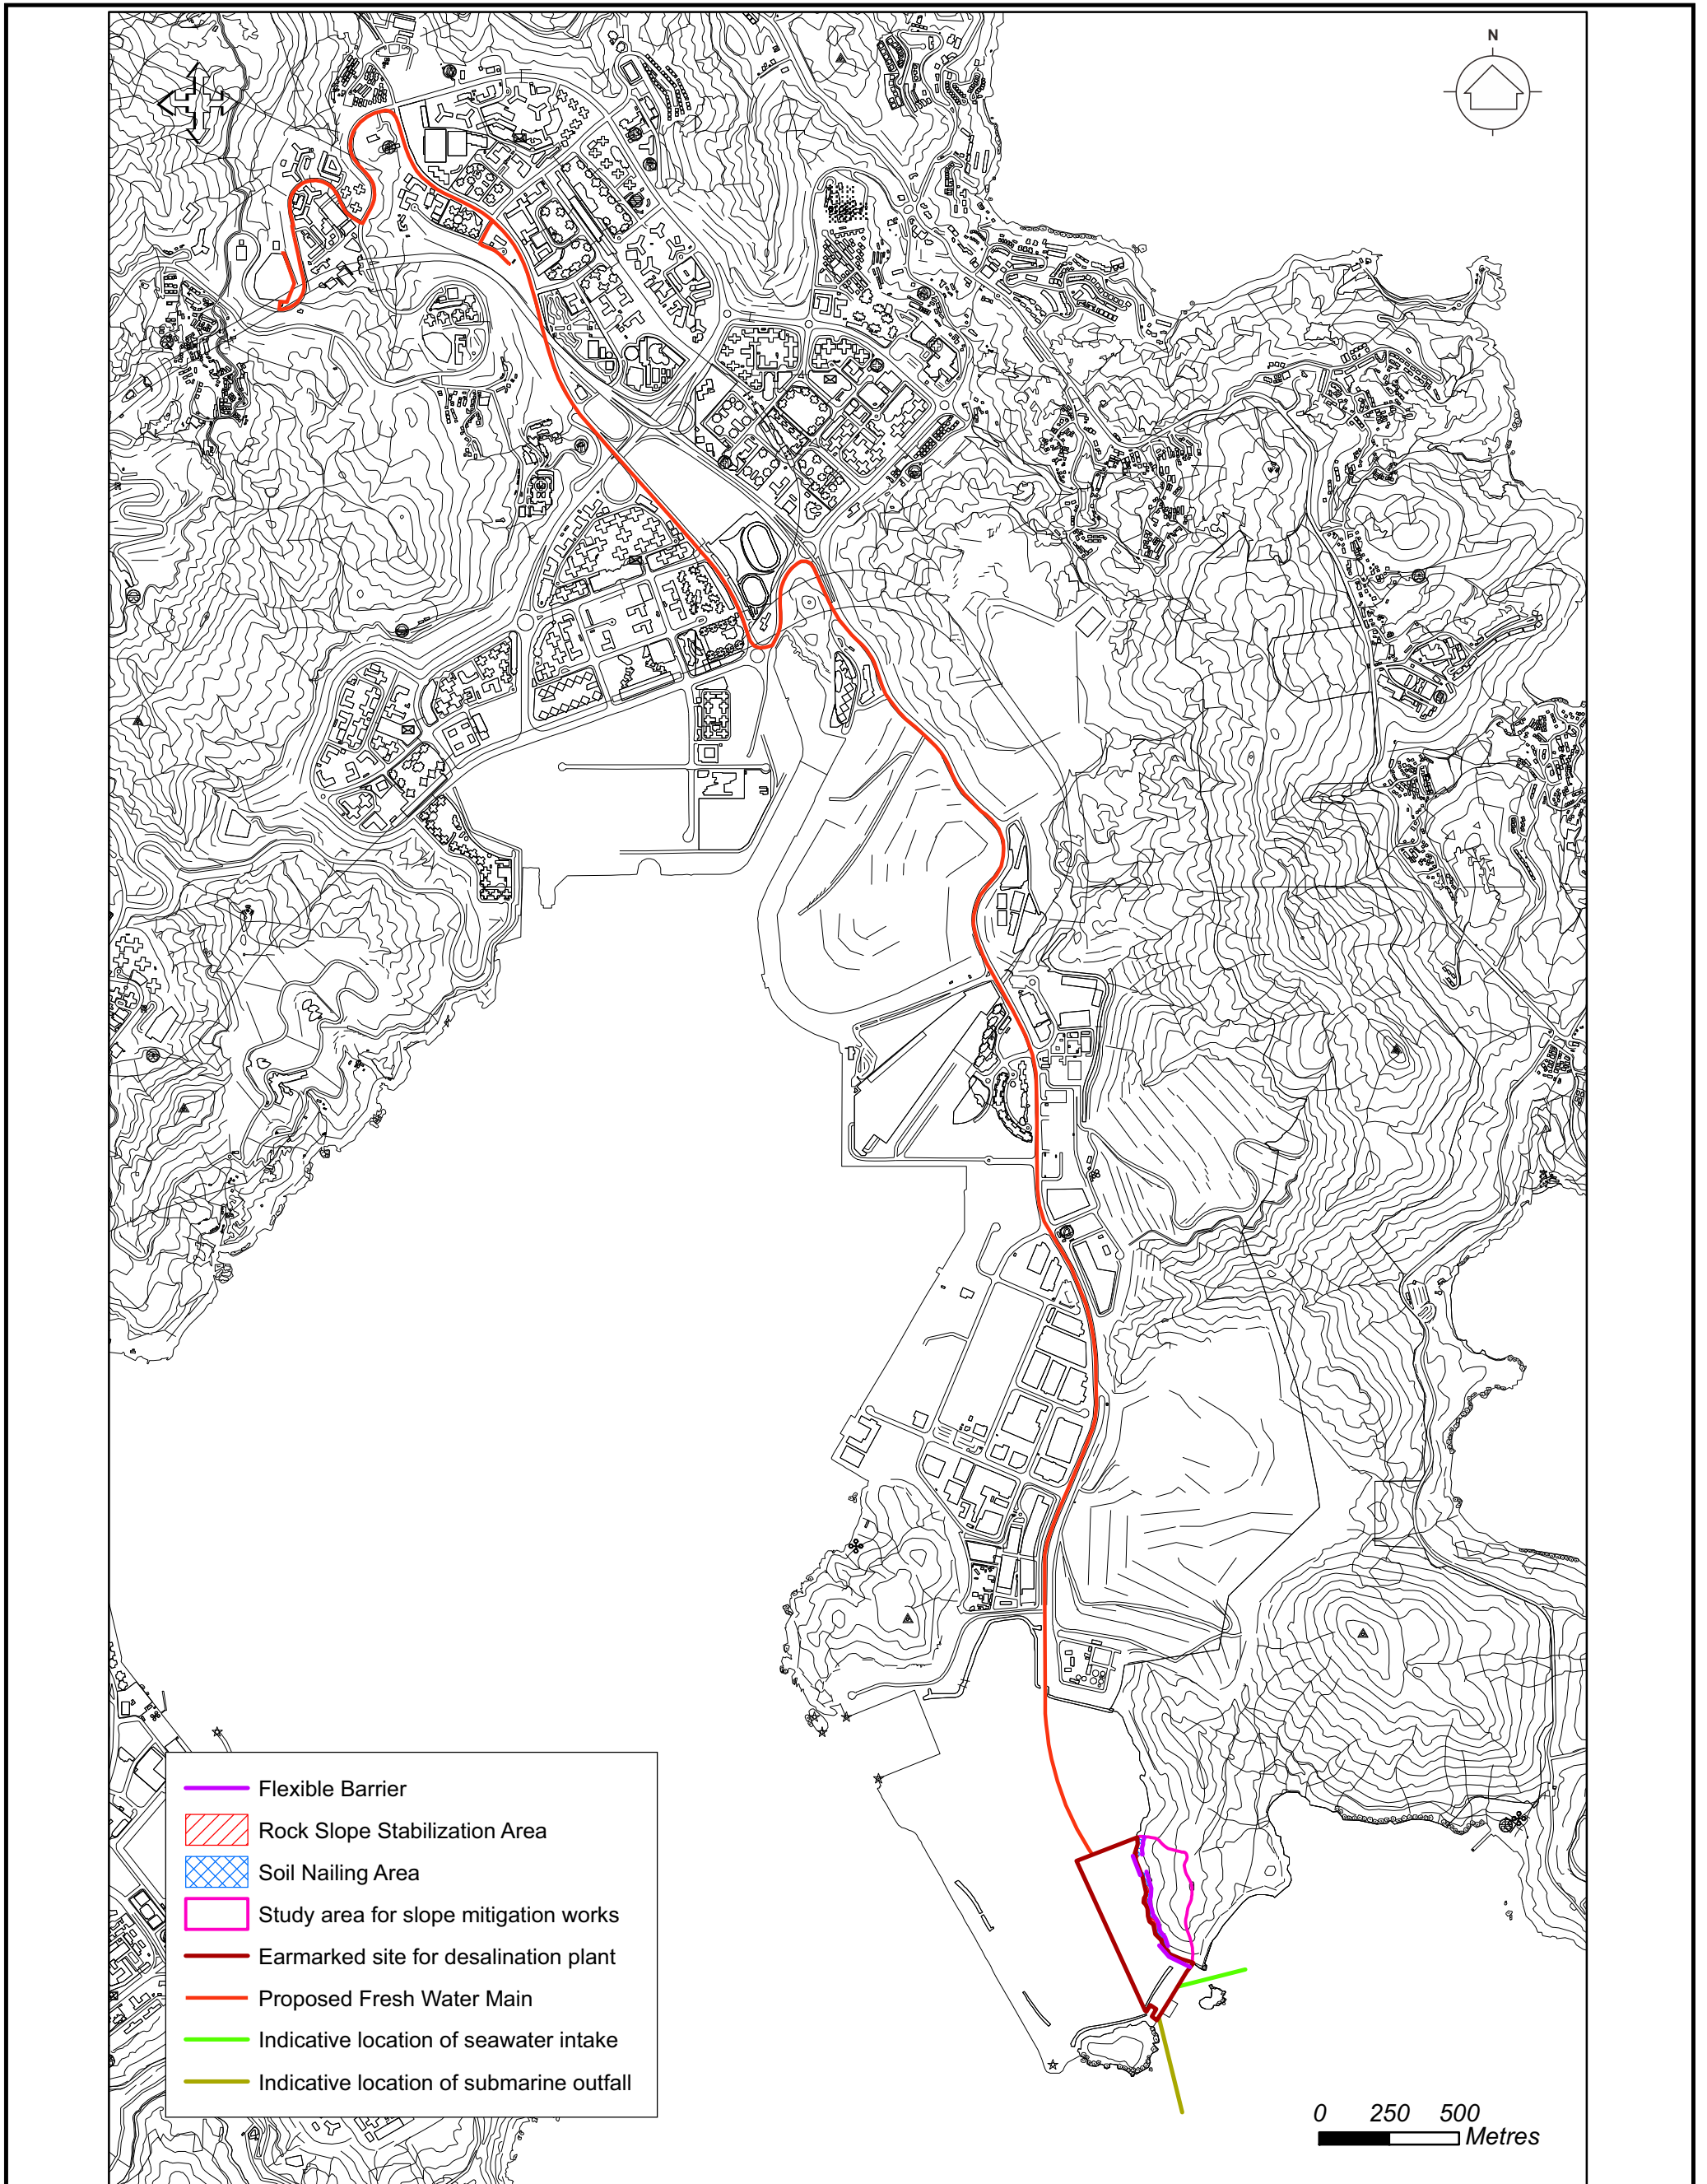 N
Flexible Barrier
Rock Slope Stabilization Area
Soil Nailing Area
Study area for slope mitigation works
Earmarked site for desalination plant
Proposed Fresh Water Main
Indicative location of seawater intake
Indicative location of submarine outfall
0 250 500
Metres